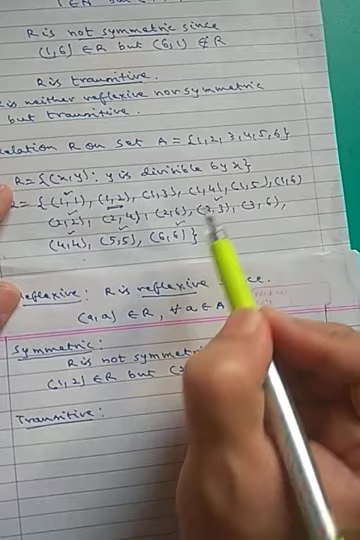 R is not symmetric since
(1,6) ∈ R but (6,1) ∉ R
R is transitive.
is neither reflexive nor symmetric
but transitive.
Relation R on set A = {1,2,3,4,5,6}
R = {(x,y): y is divisible by x}
R = {(1,1), (1,2), (1,3), (1,4), (1,5), (1,6)
(2,2), (2,4), (2,6), (3,3), (3,6),
(4,4), (5,5), (6,6)}
Reflexive: R is reflexive
(a,a) ∈ R, ∀ a ∈ A
Symmetric:
R is not symm
(1,2) ∈ R but (2
Transitive: